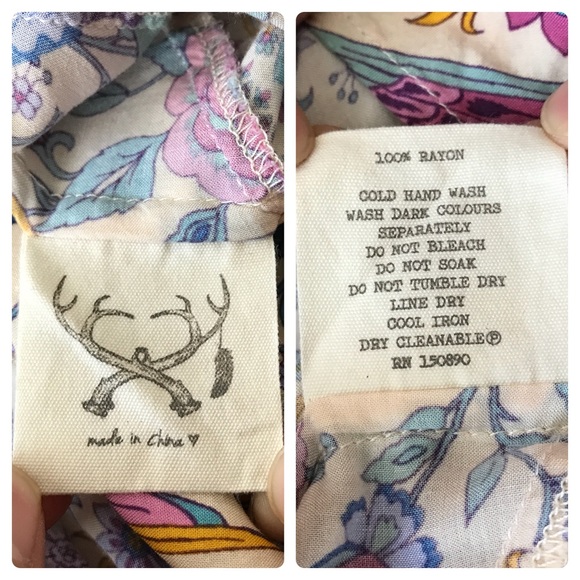 made in China ♥
100% RAYON
COLD HAND WASH
WASH DARK COLOURS
SEPARATELY
DO NOT BLEACH
DO NOT SOAK
DO NOT TUMBLE DRY
LINE DRY
COOL IRON
DRY CLEANABLE Ⓟ
RN 150890